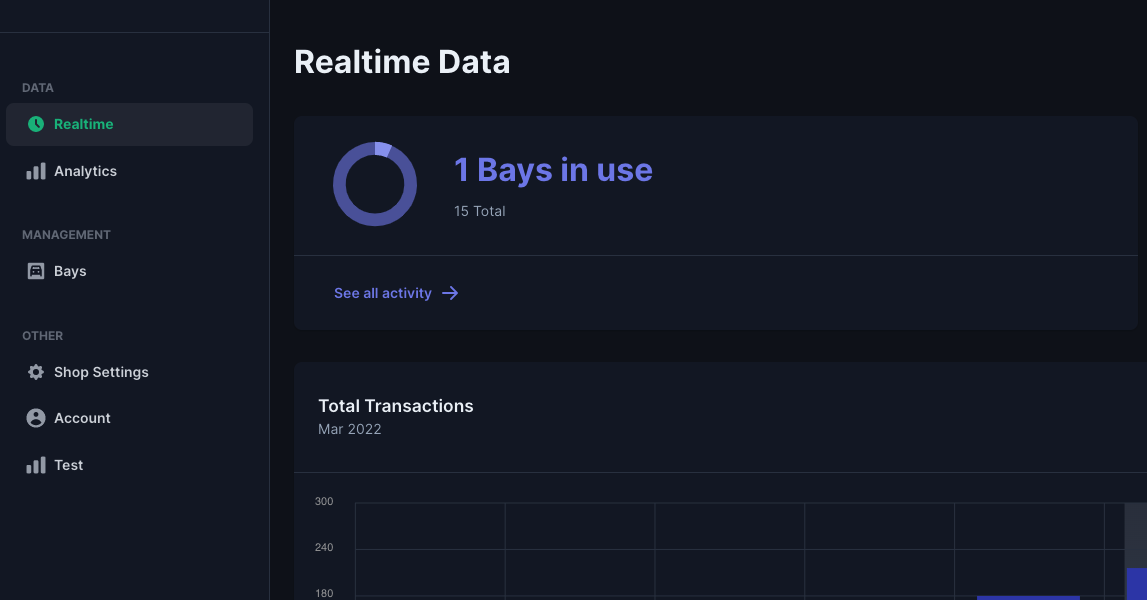 DATA
Realtime
Analytics
MANAGEMENT
Bays
OTHER
Shop Settings
Account
Test
Realtime Data
1 Bays in use
15 Total
See all activity
Total Transactions
Mar 2022
300
240
180